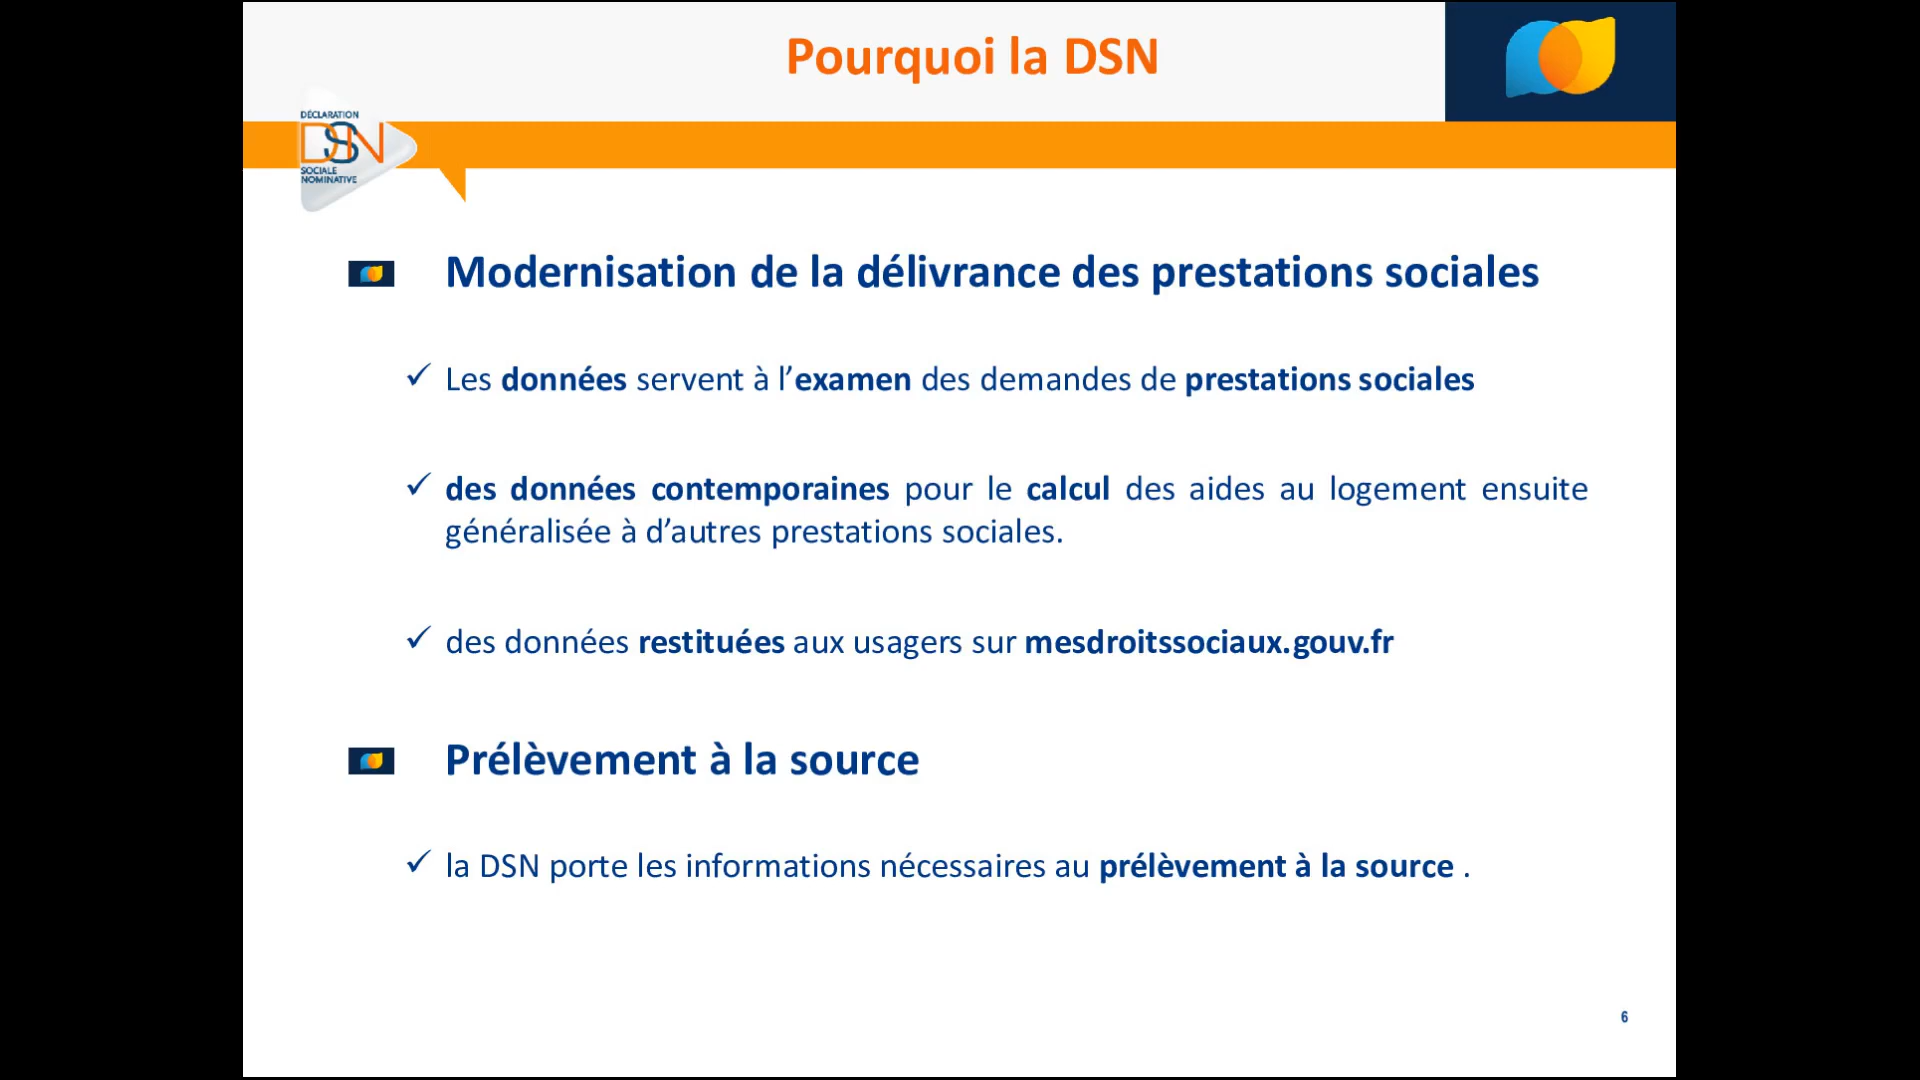 Pourquoi la DSN
DÉCLARATION
DSN
SOCIALE
NOMINATIVE
Modernisation de la délivrance des prestations sociales
✓ Les données servent à l’examen des demandes de prestations sociales
✓ des données contemporaines pour le calcul des aides au logement ensuite
généralisée à d’autres prestations sociales.
✓ des données restituées aux usagers sur mesdroitssociaux.gouv.fr
Prélèvement à la source
✓ la DSN porte les informations nécessaires au prélèvement à la source .
6